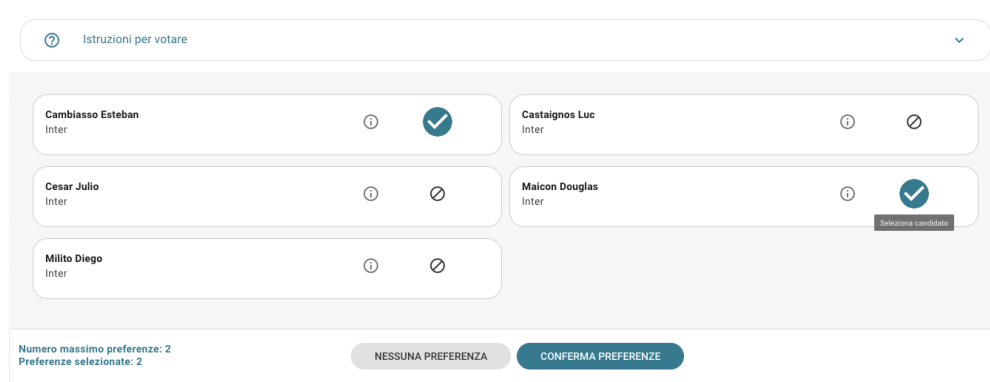 Istruzioni per votare
Cambiasso Esteban
Inter
Castaignos Luc
Inter
Cesar Julio
Inter
Maicon Douglas
Inter
Seleziona candidato
Milito Diego
Inter
Numero massimo preferenze: 2
Preferenze selezionate: 2
NESSUNA PREFERENZA
CONFERMA PREFERENZE